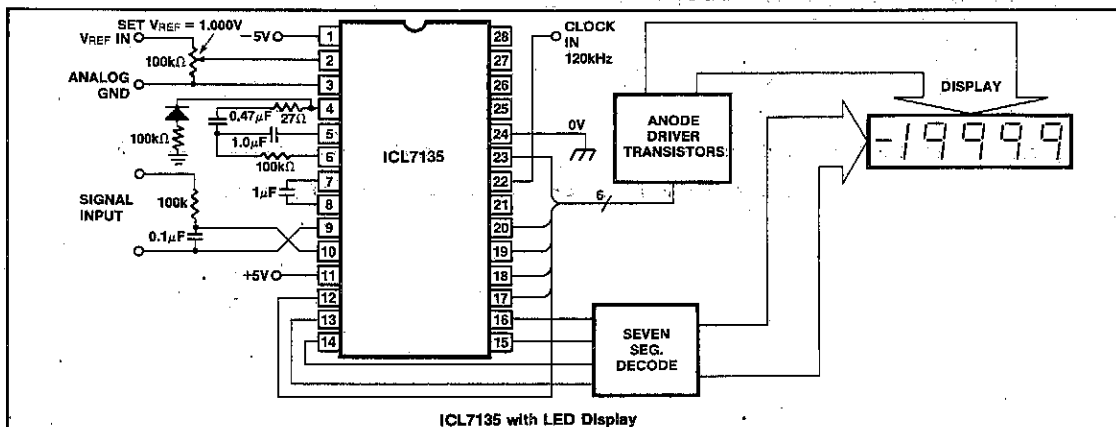 SET VREF = 1.000V
VREF IN
100kΩ
ANALOG
GND
−5V
0.47μF
27Ω
100kΩ
1.0μF
100kΩ
1μF
SIGNAL
INPUT
100k
0.1μF
+5V
1
2
3
4
5
6
7
8
9
10
11
12
13
14
ICL7135
28
27
26
25
24
23
22
21
20
19
18
17
16
15
CLOCK
IN
120kHz
0V
6
ANODE
DRIVER
TRANSISTORS
DISPLAY
-19999
SEVEN
SEG.
DECODE
ICL7135 with LED Display